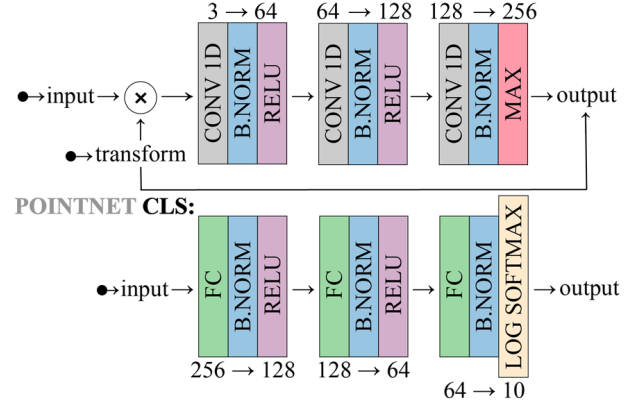 3 → 64
64 → 128
128 → 256
input
×
CONV 1D
B.NORM
RELU
CONV 1D
B.NORM
RELU
CONV 1D
B.NORM
MAX
output
transform
POINTNET CLS:
input
FC
B.NORM
RELU
FC
B.NORM
RELU
FC
B.NORM
LOG SOFTMAX
output
256 → 128
128 → 64
64 → 10